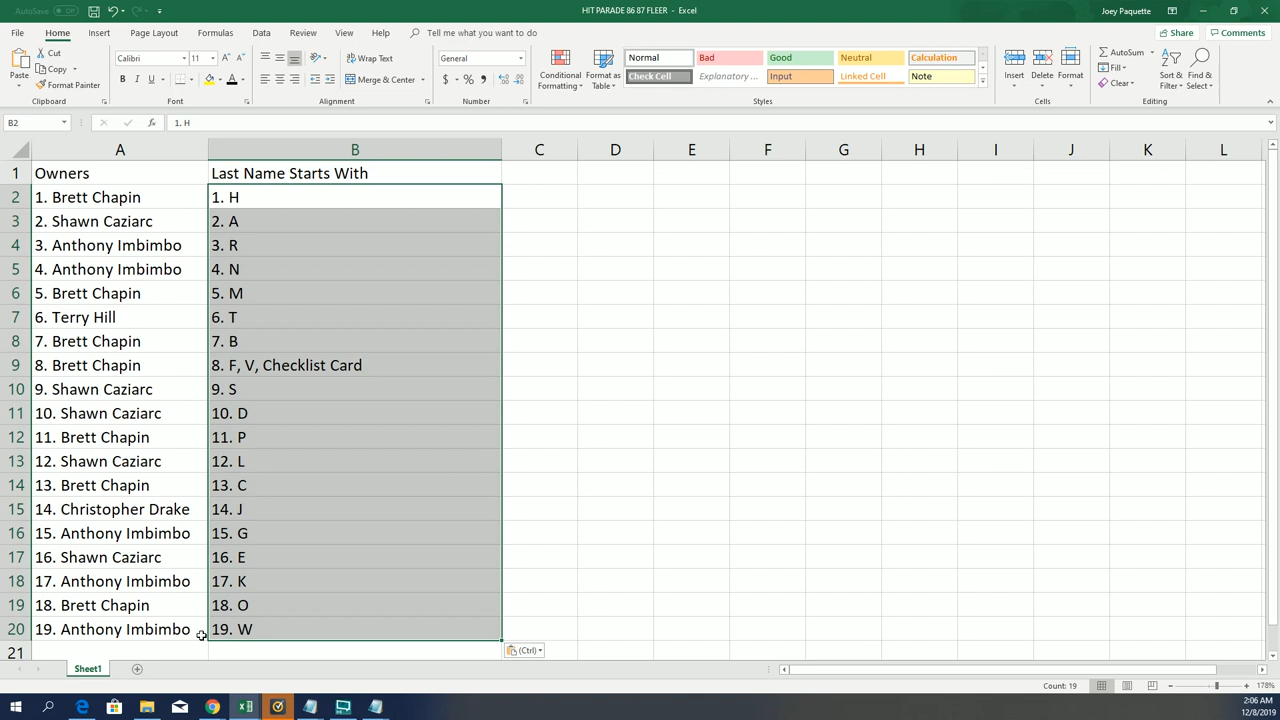 AutoSave Off
HIT PARADE 86 87 FLEER - Excel
Joey Paquette
File Home Insert Page Layout Formulas Data Review View Help Tell me what you want to do Share Comments
Paste
Cut
Copy
Format Painter
Clipboard
Calibri 11
B I U
Font
Wrap Text
Merge & Center
Alignment
General
$ % ,
Number
Conditional Formatting
Format as Table
Normal Bad Good Neutral Calculation
Check Cell Explanatory ... Input Linked Cell Note
Styles
Insert Delete Format
Cells
AutoSum
Fill
Clear
Sort & Filter
Find & Select
Editing
B2 fx 1. H
A B C D E F G H I J K L
1 Owners Last Name Starts With
2 1. Brett Chapin 1. H
3 2. Shawn Caziarc 2. A
4 3. Anthony Imbimbo 3. R
5 4. Anthony Imbimbo 4. N
6 5. Brett Chapin 5. M
7 6. Terry Hill 6. T
8 7. Brett Chapin 7. B
9 8. Brett Chapin 8. F, V, Checklist Card
10 9. Shawn Caziarc 9. S
11 10. Shawn Caziarc 10. D
12 11. Brett Chapin 11. P
13 12. Shawn Caziarc 12. L
14 13. Brett Chapin 13. C
15 14. Christopher Drake 14. J
16 15. Anthony Imbimbo 15. G
17 16. Shawn Caziarc 16. E
18 17. Anthony Imbimbo 17. K
19 18. Brett Chapin 18. O
20 19. Anthony Imbimbo 19. W
21
(Ctrl)
Sheet1
Count: 19
178%
2:06 AM
12/8/2019